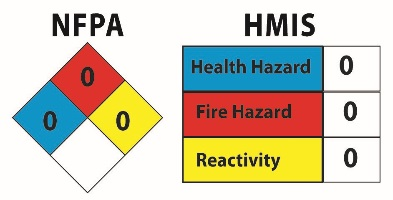 NFPA
0
0 0
HMIS
Health Hazard 0
Fire Hazard 0
Reactivity 0